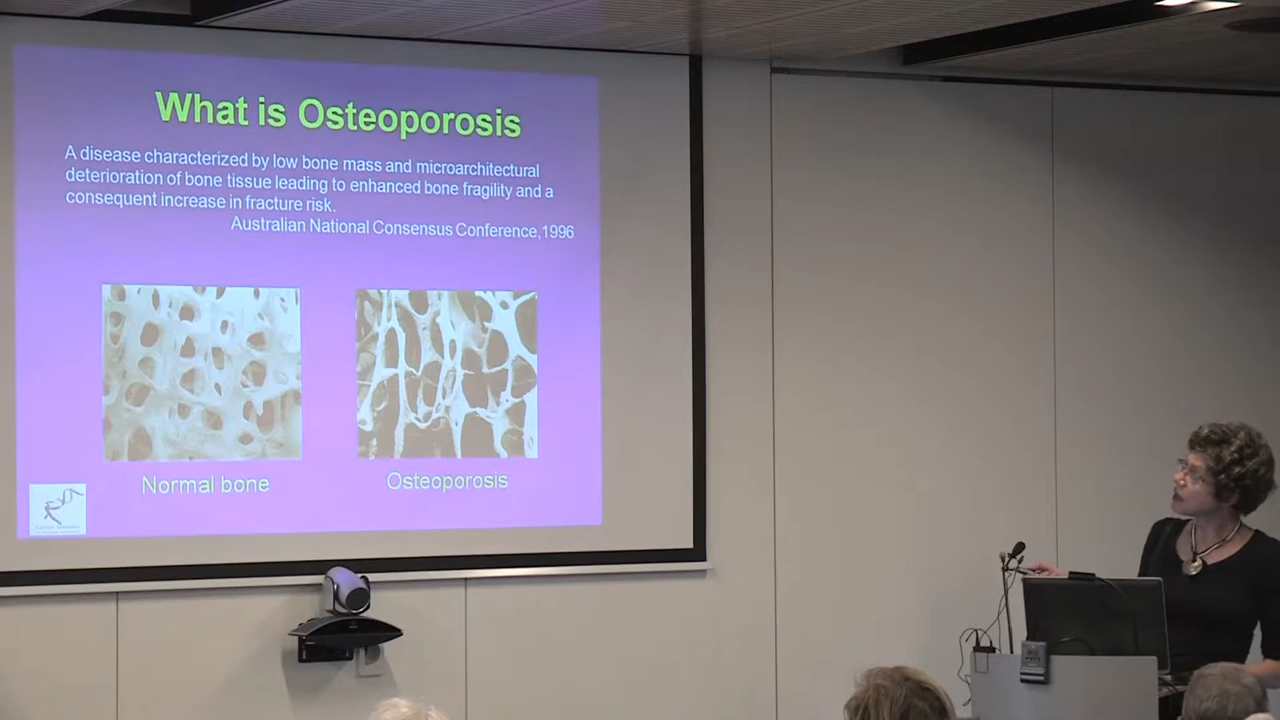 What is Osteoporosis
A disease characterized by low bone mass and microarchitectural
deterioration of bone tissue leading to enhanced bone fragility and a
consequent increase in fracture risk.
Australian National Consensus Conference,1996
Normal bone
Osteoporosis